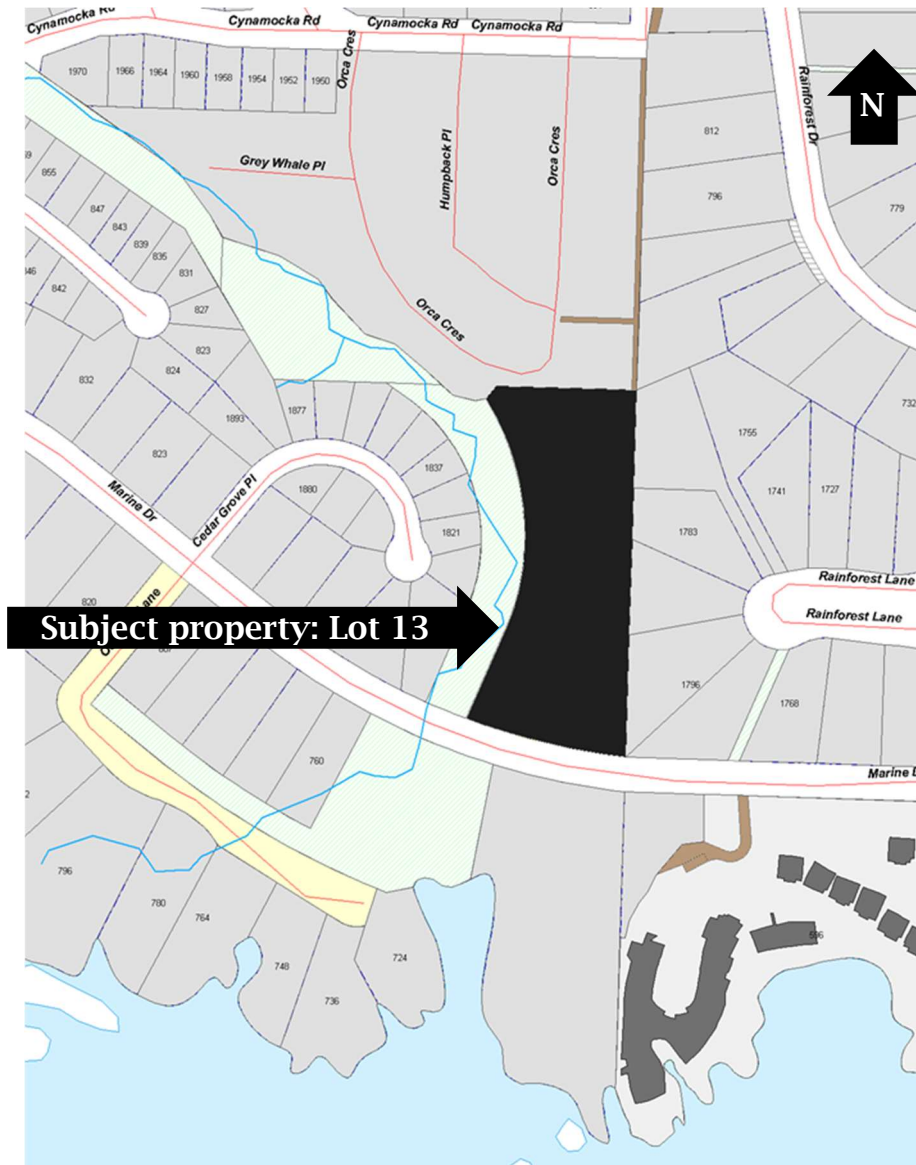 Cynamocka Rd
Cynamocka Rd
Cynamocka Rd
Cynamocka Rd
1970
1966
1964
1960
1958
1954
1952
1950
Orca Cres
Rainforest Dr
N
812
Grey Whale Pl
Humpback Pl
Orca Cres
796
779
855
847
843
839
835
831
842
827
Orca Cres
823
824
832
732
1893
1877
1755
823
1837
1741
1727
1880
Marine Dr
Cedar Grove Pl
1821
1783
Rainforest Lane
820
Lane
Rainforest Lane
Subject property: Lot 13
1796
1768
760
Marine D
796
780
764
748
724
736
596